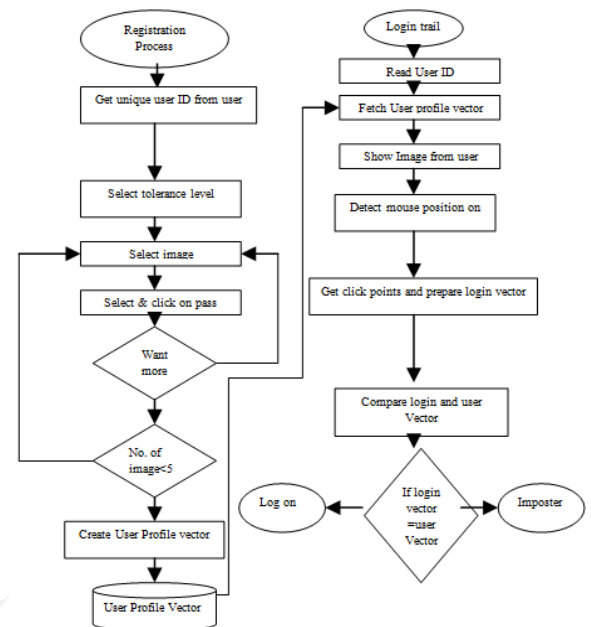 Registration
Process
Get unique user ID from user
Select tolerance level
Select image
Select & click on pass
Want
more
No. of
image<5
Create User Profile vector
User Profile Vector
Login trail
Read User ID
Fetch User profile vector
Show Image from user
Detect mouse position on
Get click points and prepare login vector
Compare login and user
Vector
If login
vector
=user
Vector
Log on
Imposter